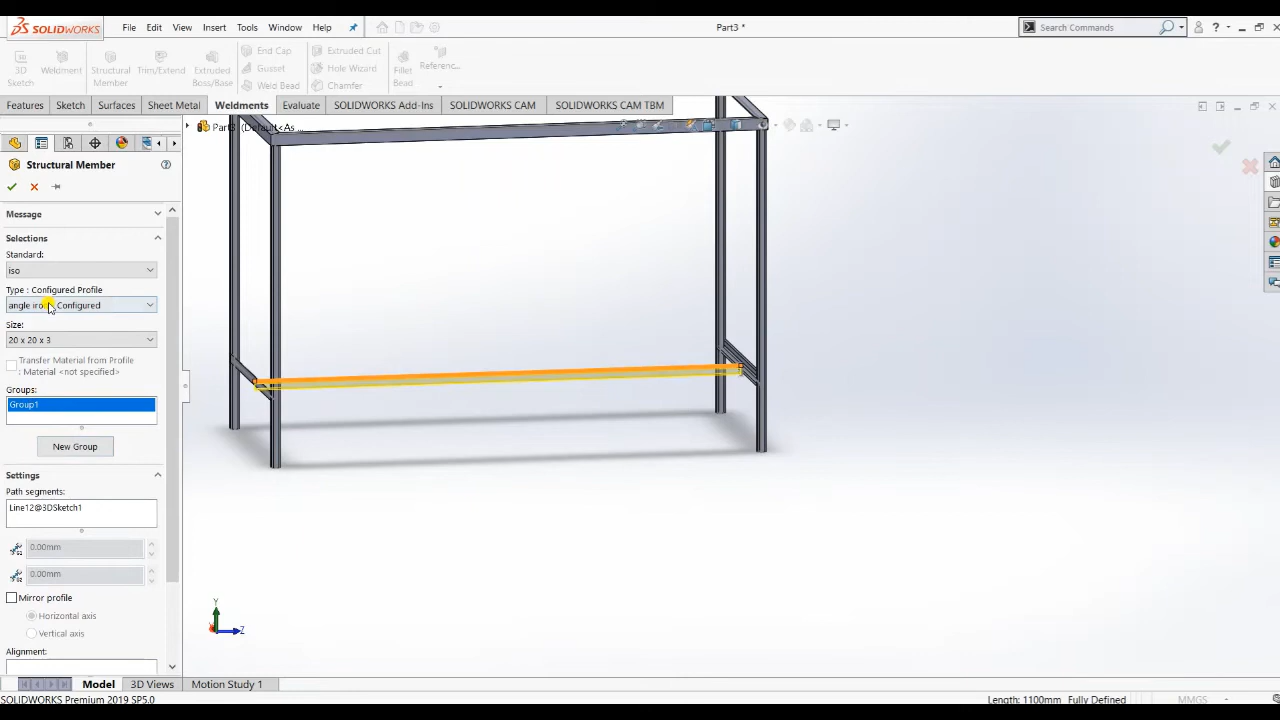 SOLIDWORKS File Edit View Insert Tools Window Help Part3 * Search Commands ?
3D Sketch Weldment Structural Member Trim/Extend Extruded Boss/Base End Cap Gusset Weld Bead Extruded Cut Hole Wizard Chamfer Fillet Bead Referenc...
Features Sketch Surfaces Sheet Metal Weldments Evaluate SOLIDWORKS Add-Ins SOLIDWORKS CAM SOLIDWORKS CAM TBM
Part3 (Default<As ...
Structural Member
Message
Selections
Standard:
iso
Type : Configured Profile
angle iro Configured
Size:
20 x 20 x 3
Transfer Material from Profile
: Material <not specified>
Groups:
Group1
New Group
Settings
Path segments:
Line12@3DSketch1
0.00mm
0.00mm
Mirror profile
Horizontal axis
Vertical axis
Alignment:
Y
Z
Model 3D Views Motion Study 1
SOLIDWORKS Premium 2019 SP5.0 Length: 1100mm Fully Defined MMGS